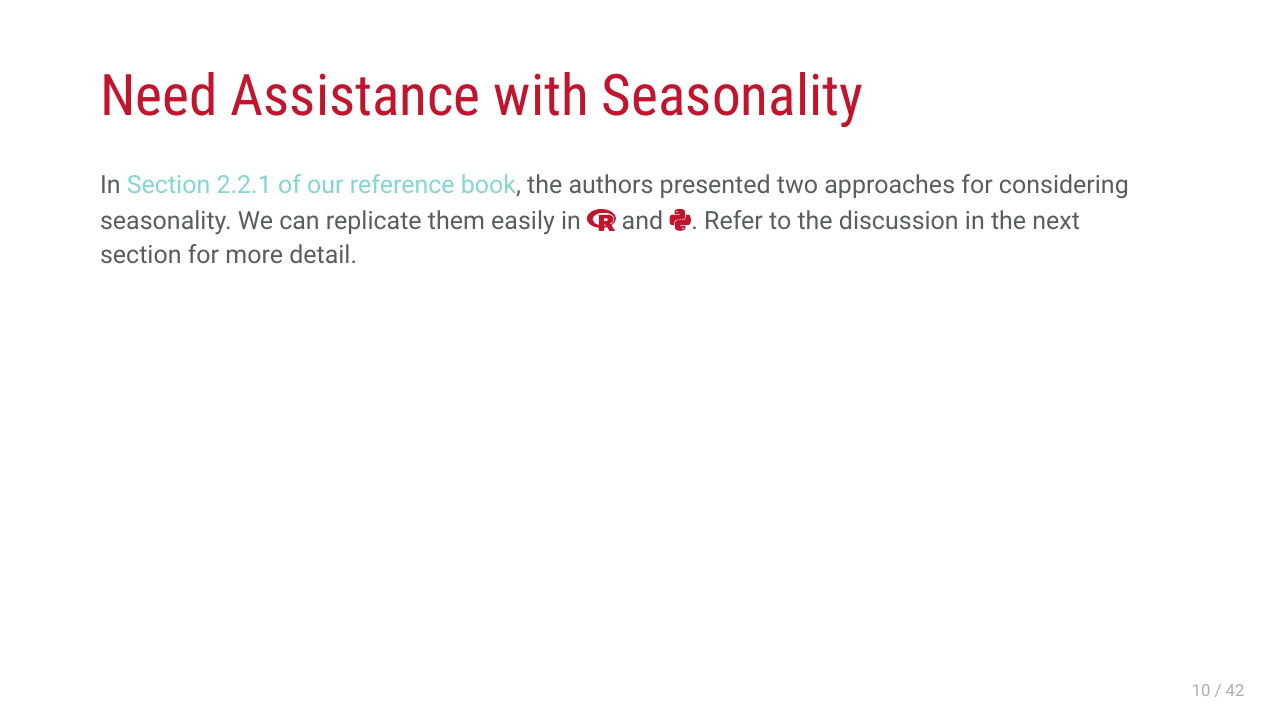 Need Assistance with Seasonality
In Section 2.2.1 of our reference book, the authors presented two approaches for considering
seasonality. We can replicate them easily in R and . Refer to the discussion in the next
section for more detail.
10 / 42